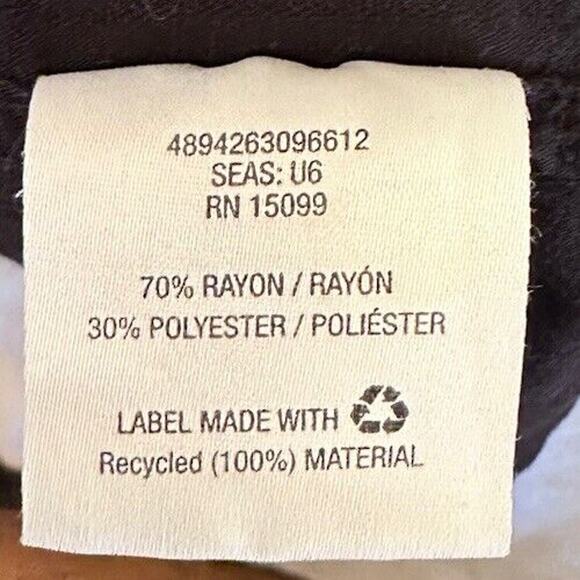 4894263096612
SEAS: U6
RN 15099
70% RAYON / RAYÓN
30% POLYESTER / POLIÉSTER
LABEL MADE WITH
Recycled (100%) MATERIAL